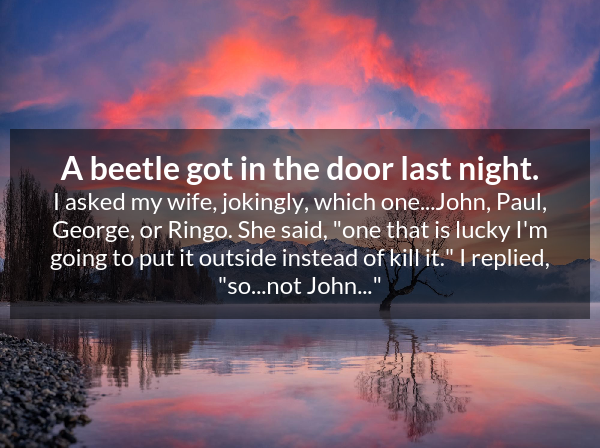 A beetle got in the door last night.
I asked my wife, jokingly, which one...John, Paul,
George, or Ringo. She said, "one that is lucky I'm
going to put it outside instead of kill it." I replied,
"so...not John..."